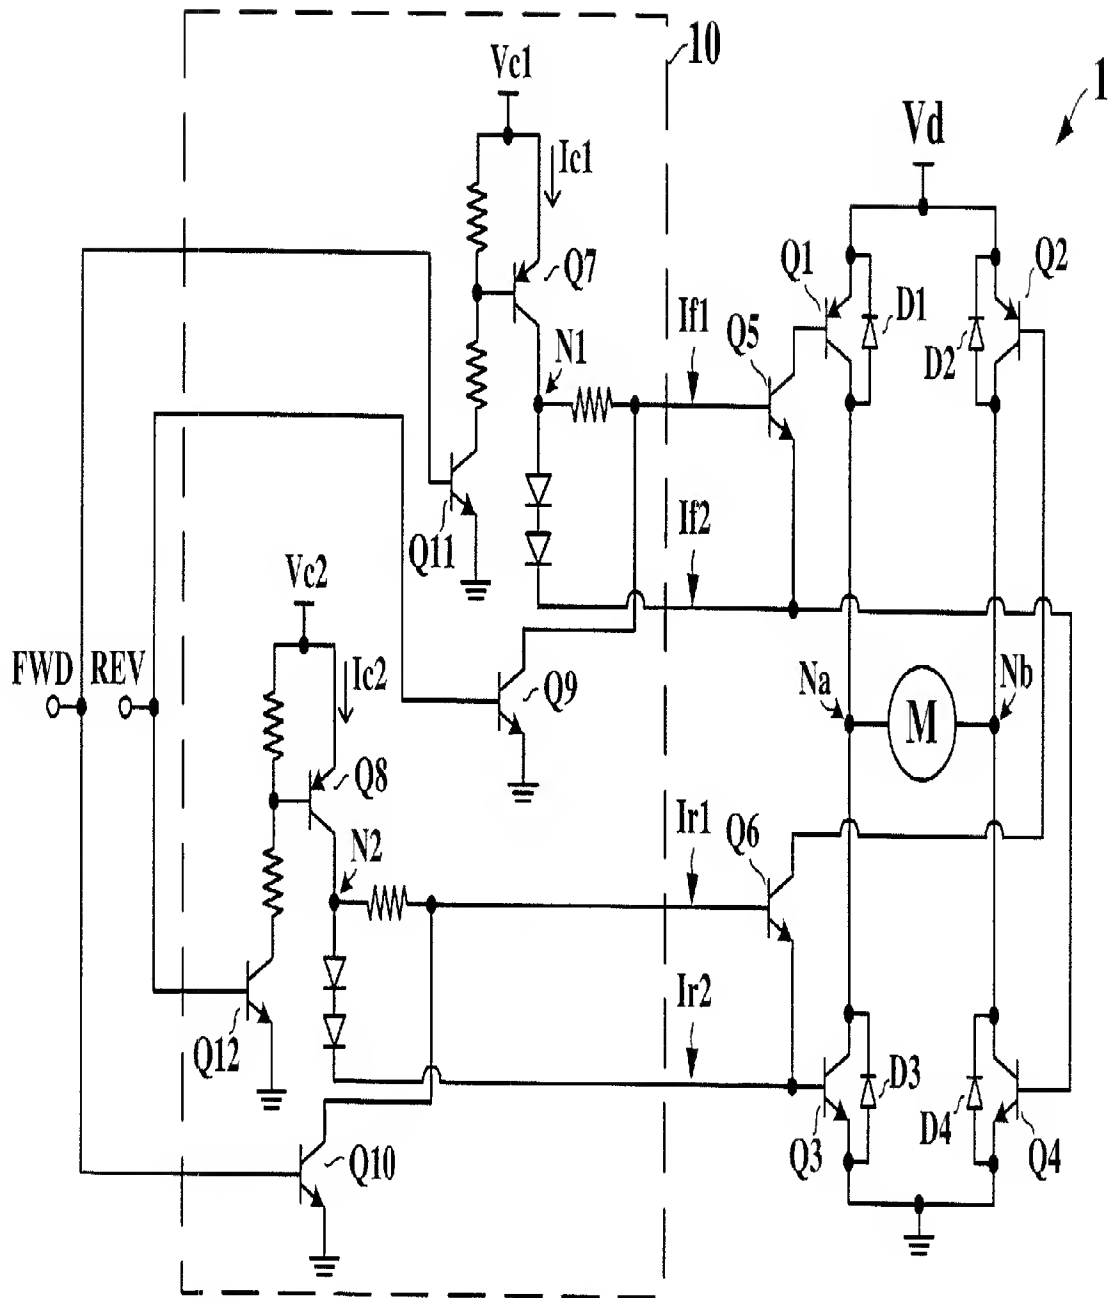 10
Vc1
1
Vd
Ic1
Q7
Q1
Q2
D1
If1
Q5
N1
D2
If2
Q11
Vc2
FWD
REV
Ic2
Q9
Na
M
Nb
Q8
Ir1
Q6
N2
Ir2
Q12
D3
D4
Q10
Q3
Q4